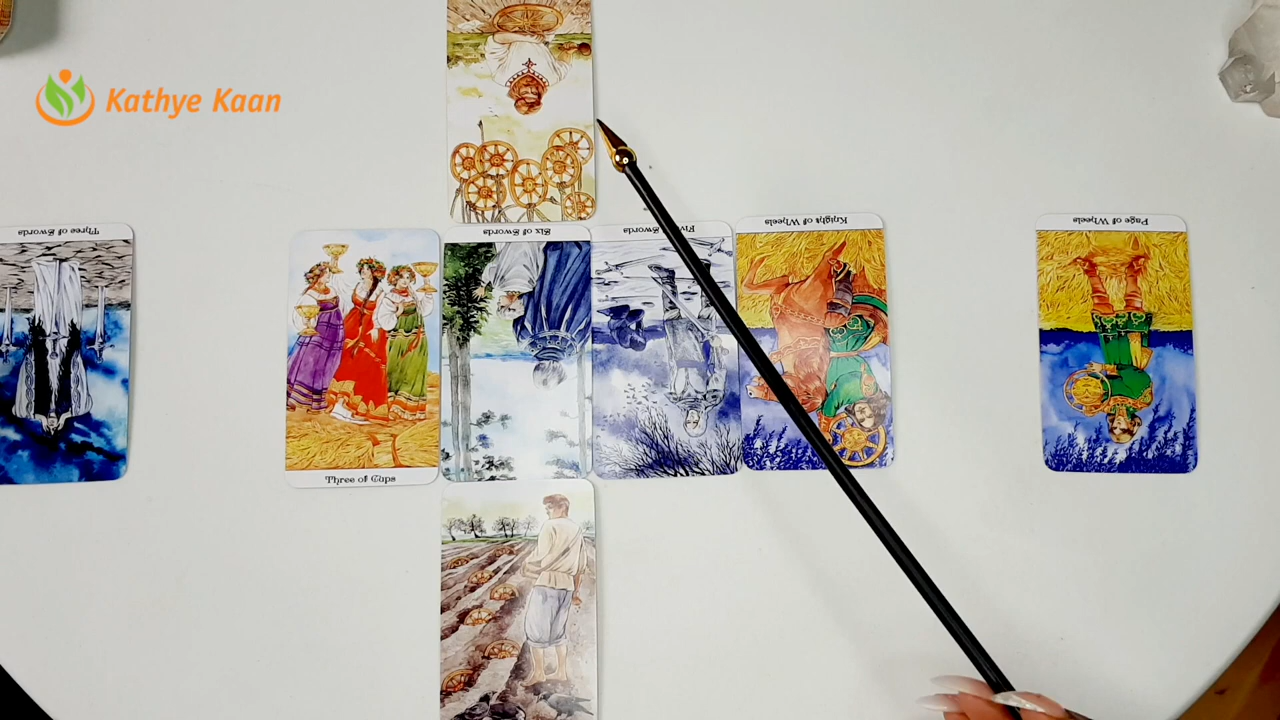 Kathye Kaan
Three of Swords
Three of Cups
Six of Swords
Knight of Wheels
Page of Wheels